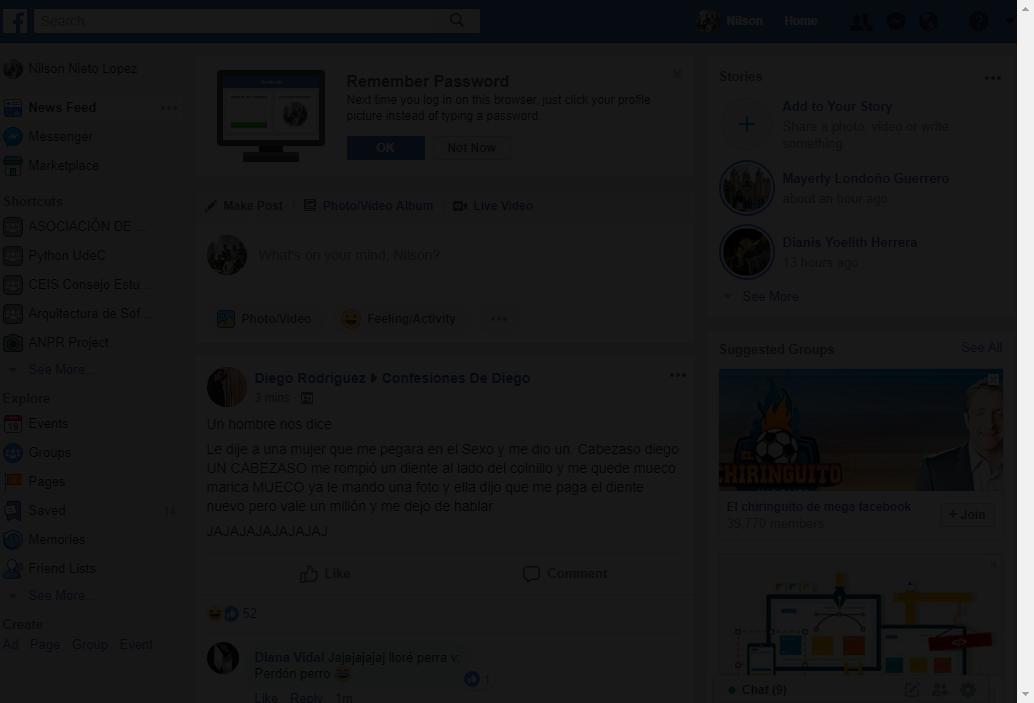 Search
Nilson
Home
Nilson Nieto Lopez
News Feed
Messenger
Marketplace
Shortcuts
ASOCIACIÓN DE ...
Python UdeC
CEIS Consejo Estu...
Arquitectura de Sof...
ANPR Project
See More...
Explore
Events
Groups
Pages
Saved 14
Memories
Friend Lists
See More...
Create
Ad Page Group Event
Remember Password
Next time you log in on this browser, just click your profile
picture instead of typing a password.
OK
Not Now
Make Post
Photo/Video Album
Live Video
What's on your mind, Nilson?
Photo/Video
Feeling/Activity
Diego Rodriguez Confesiones De Diego
3 mins ·
Un hombre nos dice
Le dije a una mujer que me pegara en el Sexo y me dio un. Cabezaso diego
UN CABEZASO me rompió un diente al lado del colnillo y me quede mueco
marica MUECO ya le mando una foto y ella dijo que me paga el diente
nuevo pero vale un millón y me dejo de hablar
JAJAJAJAJAJAJAJ
Like
Comment
52
Diana Vidal Jajajajajaj lloré perra v:
Perdón perro
1
Like · Reply · 1m
Stories
Add to Your Story
Share a photo, video or write
something
Mayerly Londoño Guerrero
about an hour ago
Dianis Yoelith Herrera
13 hours ago
See More
Suggested Groups
See All
EL
CHIRINGUITO
El chiringuito de mega facebook
39,770 members
+ Join
Chat (9)